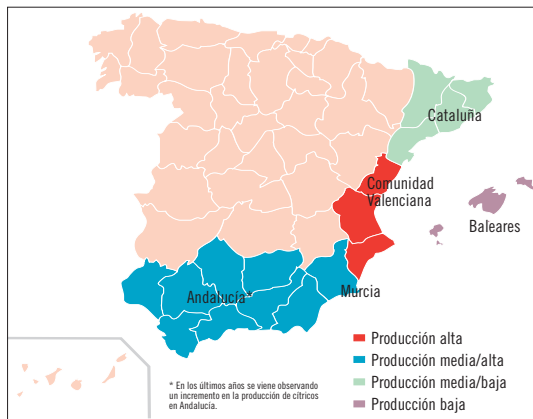 Cataluña
Comunidad
Valenciana
Baleares
Andalucía*
Murcia
Producción alta
Producción media/alta
Producción media/baja
Producción baja
* En los últimos años se viene observando
un incremento en la producción de cítricos
en Andalucía.